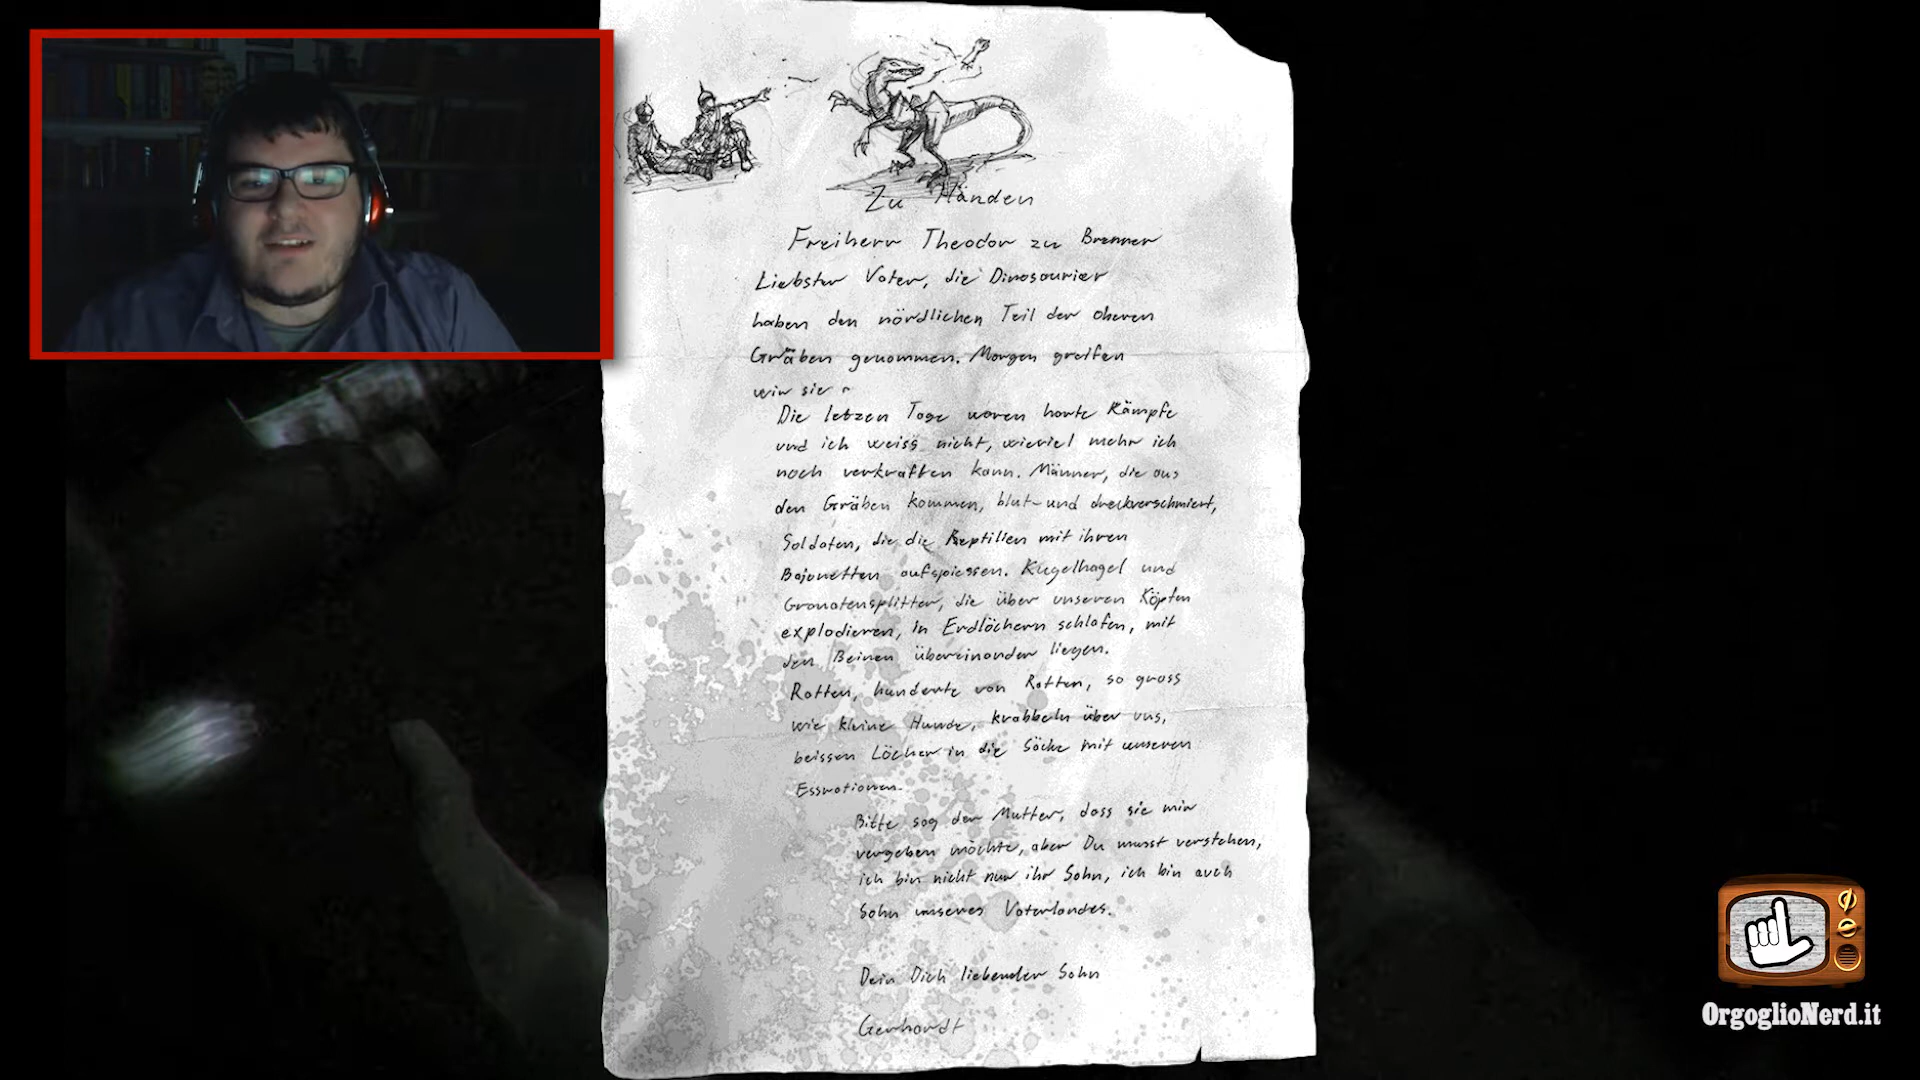 Zu Händen
Freiherr Theodor zu Brenner
Liebster Vater, die Dinosaurier
haben den nördlichen Teil der oberen
Gräben genommen. Morgen greifen
wir sie
Die letzen Tage waren harte Kämpfe
und ich weiss nicht, wieviel mehr ich
noch verkraften kann. Männer, die aus
den Gräben kommen, blut- und dreckverschmiert,
Soldaten, die die Reptilien mit ihren
Bajonetten aufspiessen. Kugelhagel und
Granatensplitter, die über unseren Köpfen
explodieren, In Erdlöchern schlafen, mit
den Beinen übereinander liegen.
Ratten, hunderte von Ratten, so gross
wie kleine Hunde, krabbeln über uns,
beissen Löcher in die Säcke mit unseren
Essrationen.
Bitte sag der Mutter, dass sie mir
vergeben möchte, aber Du musst verstehen,
ich bin nicht nur ihr Sohn, ich bin auch
Sohn unseres Vaterlandes.
Dein Dich liebender Sohn
Gerhardt
OrgoglioNerd.it